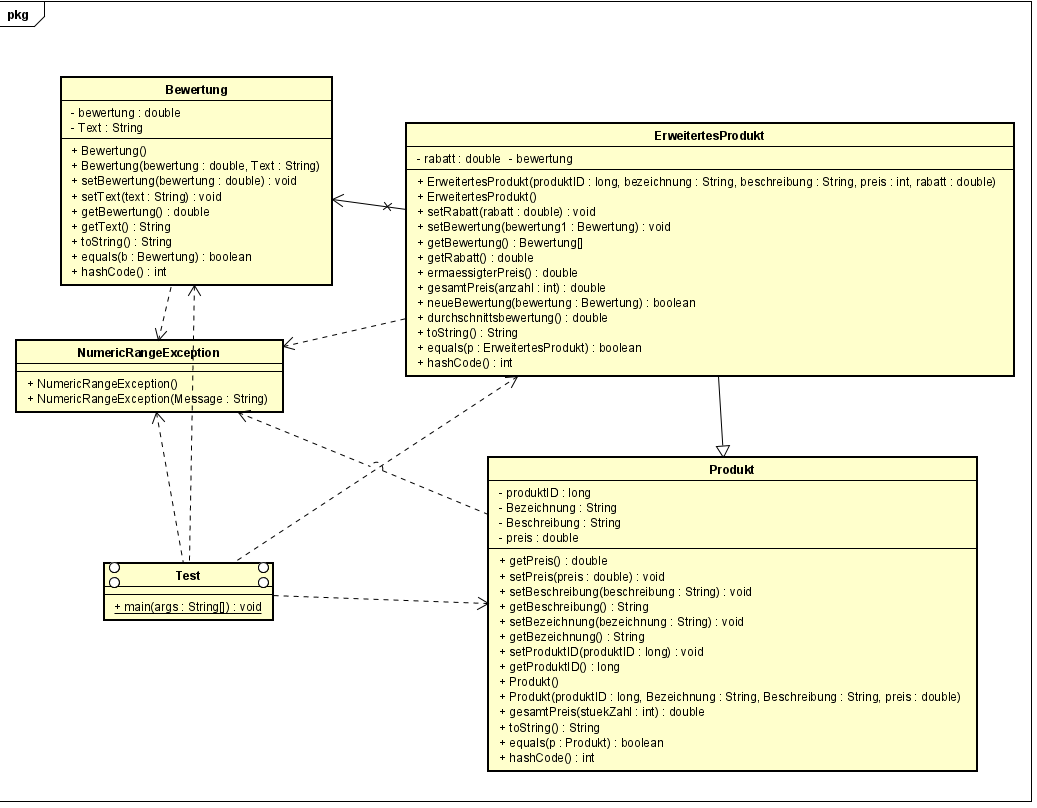 pkg
Bewertung
- bewertung : double
- Text : String
+ Bewertung()
+ Bewertung(bewertung : double, Text : String)
+ setBewertung(bewertung : double) : void
+ setText(text : String) : void
+ getBewertung() : double
+ getText() : String
+ toString() : String
+ equals(b : Bewertung) : boolean
+ hashCode() : int
ErweitertesProdukt
- rabatt : double - bewertung
+ ErweitertesProdukt(produktID : long, bezeichnung : String, beschreibung : String, preis : int, rabatt : double)
+ ErweitertesProdukt()
+ setRabatt(rabatt : double) : void
+ setBewertung(bewertung1 : Bewertung) : void
+ getBewertung() : Bewertung[]
+ getRabatt() : double
+ ermaessigterPreis() : double
+ gesamtPreis(anzahl : int) : double
+ neueBewertung(bewertung : Bewertung) : boolean
+ durchschnittsbewertung() : double
+ toString() : String
+ equals(p : ErweitertesProdukt) : boolean
+ hashCode() : int
NumericRangeException
+ NumericRangeException()
+ NumericRangeException(Message : String)
Produkt
- produktID : long
- Bezeichnung : String
- Beschreibung : String
- preis : double
+ getPreis() : double
+ setPreis(preis : double) : void
+ setBeschreibung(beschreibung : String) : void
+ getBeschreibung() : String
+ setBezeichnung(bezeichnung : String) : void
+ getBezeichnung() : String
+ setProduktID(produktID : long) : void
+ getProduktID() : long
+ Produkt()
+ Produkt(produktID : long, Bezeichnung : String, Beschreibung : String, preis : double)
+ gesamtPreis(stuekZahl : int) : double
+ toString() : String
+ equals(p : Produkt) : boolean
+ hashCode() : int
Test
+ main(args : String[]) : void